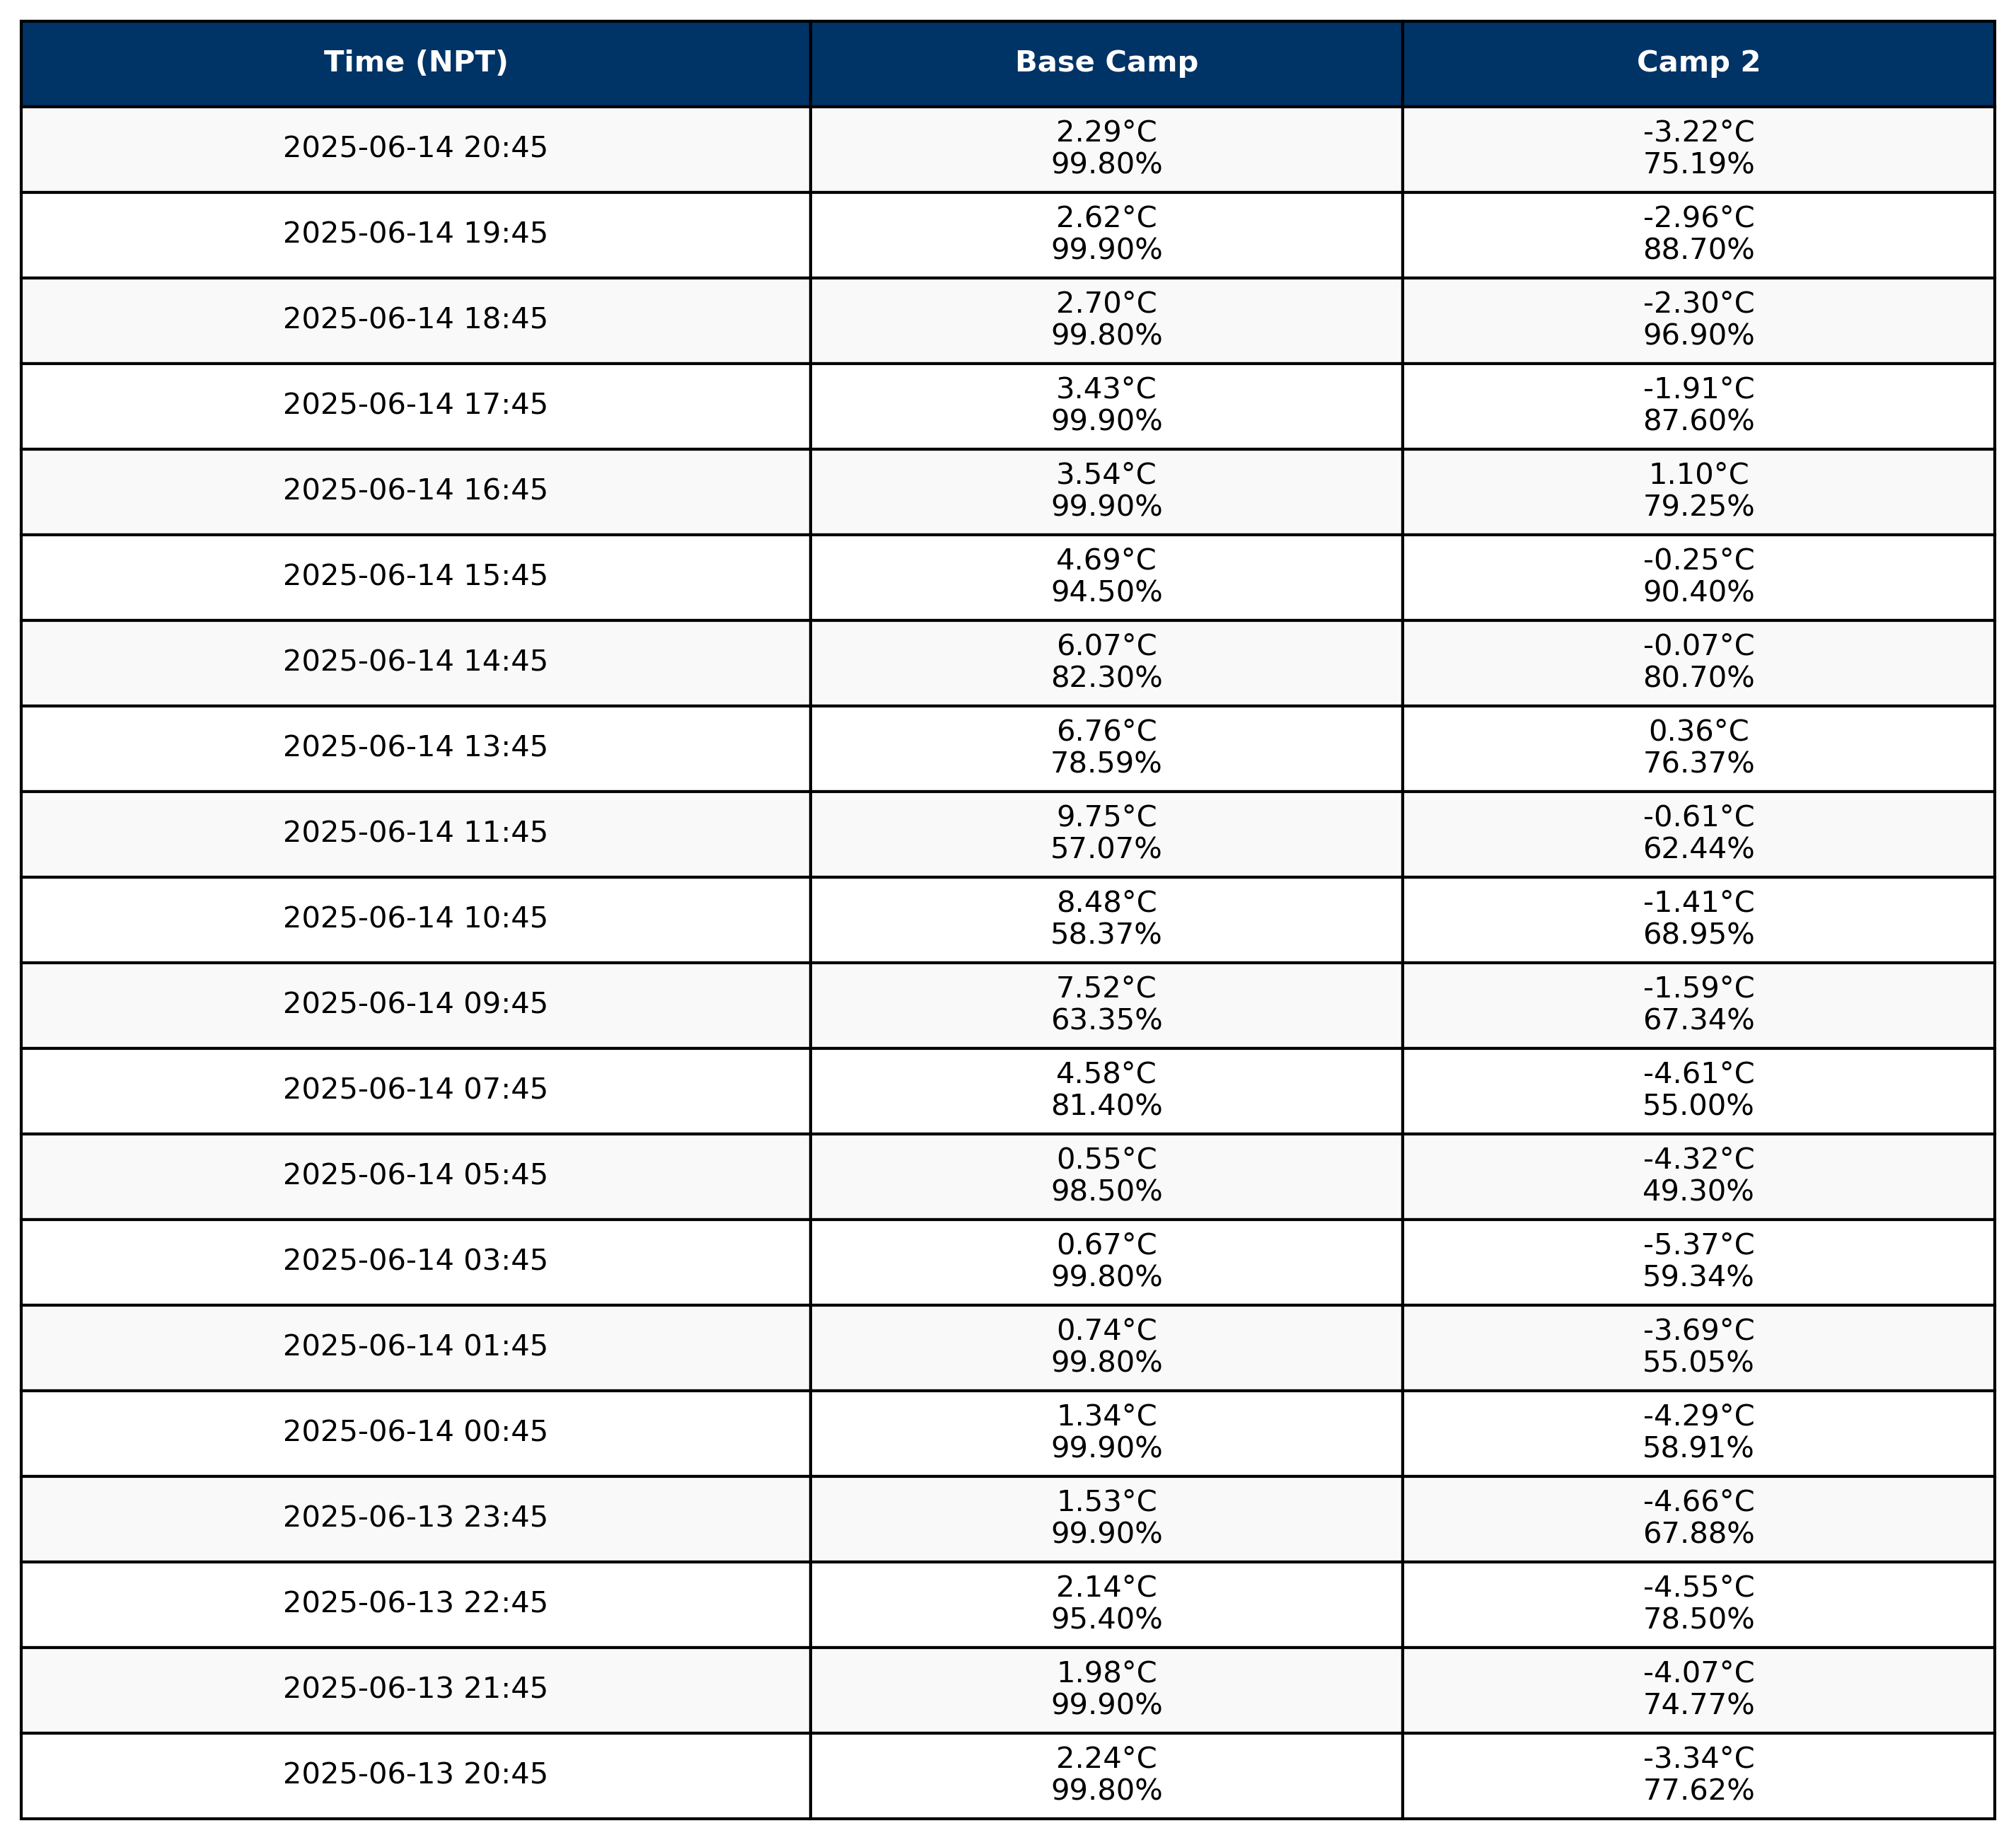 Time (NPT) Base Camp Camp 2
2025-06-14 20:45 2.29°C -3.22°C
99.80% 75.19%
2025-06-14 19:45 2.62°C -2.96°C
99.90% 88.70%
2025-06-14 18:45 2.70°C -2.30°C
99.80% 96.90%
2025-06-14 17:45 3.43°C -1.91°C
99.90% 87.60%
2025-06-14 16:45 3.54°C 1.10°C
99.90% 79.25%
2025-06-14 15:45 4.69°C -0.25°C
94.50% 90.40%
2025-06-14 14:45 6.07°C -0.07°C
82.30% 80.70%
2025-06-14 13:45 6.76°C 0.36°C
78.59% 76.37%
2025-06-14 11:45 9.75°C -0.61°C
57.07% 62.44%
2025-06-14 10:45 8.48°C -1.41°C
58.37% 68.95%
2025-06-14 09:45 7.52°C -1.59°C
63.35% 67.34%
2025-06-14 07:45 4.58°C -4.61°C
81.40% 55.00%
2025-06-14 05:45 0.55°C -4.32°C
98.50% 49.30%
2025-06-14 03:45 0.67°C -5.37°C
99.80% 59.34%
2025-06-14 01:45 0.74°C -3.69°C
99.80% 55.05%
2025-06-14 00:45 1.34°C -4.29°C
99.90% 58.91%
2025-06-13 23:45 1.53°C -4.66°C
99.90% 67.88%
2025-06-13 22:45 2.14°C -4.55°C
95.40% 78.50%
2025-06-13 21:45 1.98°C -4.07°C
99.90% 74.77%
2025-06-13 20:45 2.24°C -3.34°C
99.80% 77.62%